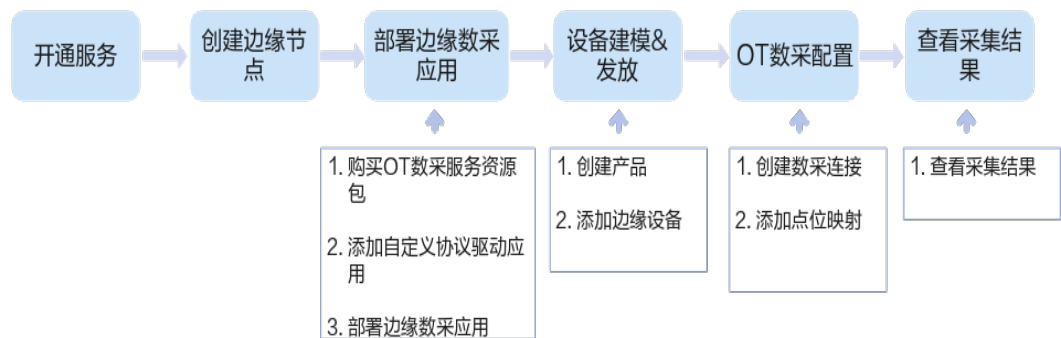 开通服务
创建边缘节
点
部署边缘数采
应用
设备建模&
发放
OT数采配置
查看采集结
果
1. 购买OT数采服务资源
包
2. 添加自定义协议驱动应
用
3. 部署边缘数采应用
1. 创建产品
2. 添加边缘设备
1. 创建数采连接
2. 添加点位映射
1. 查看采集结果